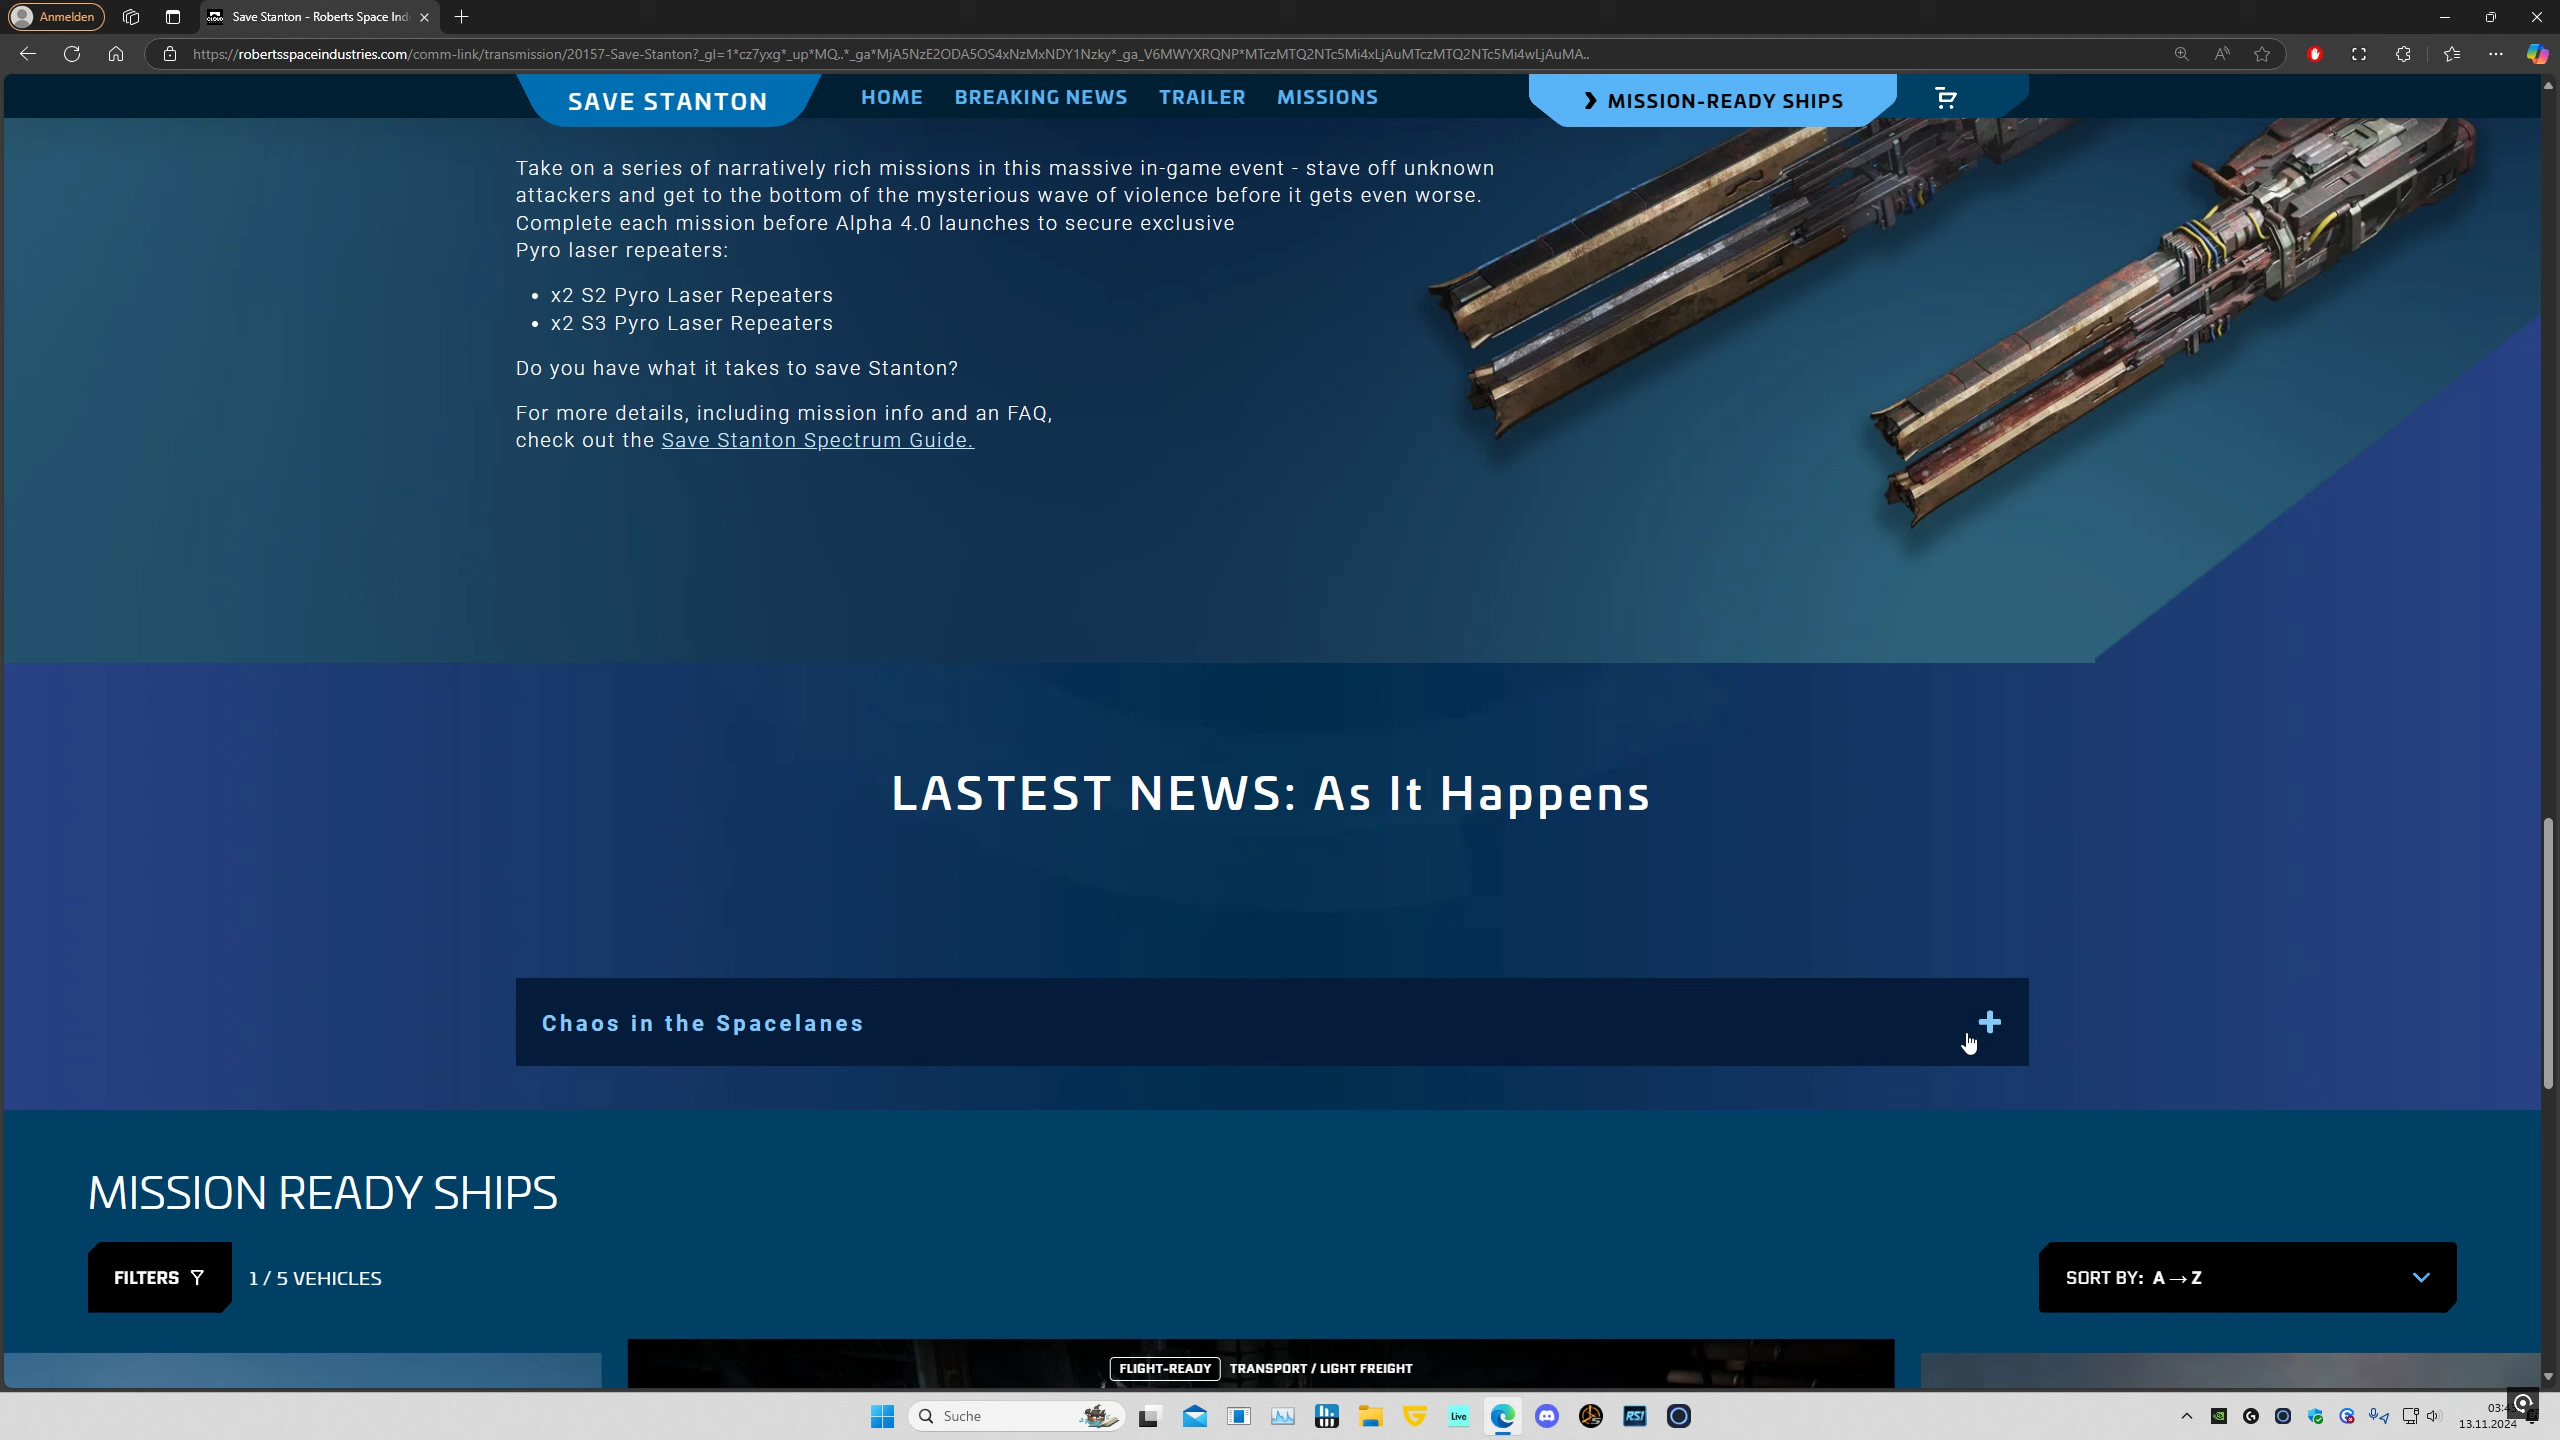 Anmelden
Save Stanton - Roberts Space Ind
https://robertsspaceindustries.com/comm-link/transmission/20157-Save-Stanton?_gl=1*cz7yxg*_up*MQ..*_ga*MjA5NzE2ODA5OS4xNzMxNDY1Nzky*_ga_V6MWYXRQNP*MTczMTQ2NTc5Mi4xLjAuMTczMTQ2NTc5Mi4wLjAuMA..
SAVE STANTON
HOME BREAKING NEWS TRAILER MISSIONS
MISSION-READY SHIPS
Take on a series of narratively rich missions in this massive in-game event - stave off unknown
attackers and get to the bottom of the mysterious wave of violence before it gets even worse.
Complete each mission before Alpha 4.0 launches to secure exclusive
Pyro laser repeaters:
• x2 S2 Pyro Laser Repeaters
• x2 S3 Pyro Laser Repeaters
Do you have what it takes to save Stanton?
For more details, including mission info and an FAQ,
check out the Save Stanton Spectrum Guide.
LASTEST NEWS: As It Happens
Chaos in the Spacelanes
MISSION READY SHIPS
FILTERS
1 / 5 VEHICLES
SORT BY: A→Z
FLIGHT-READY TRANSPORT / LIGHT FREIGHT
Suche
Live
RSI
13.11.2024